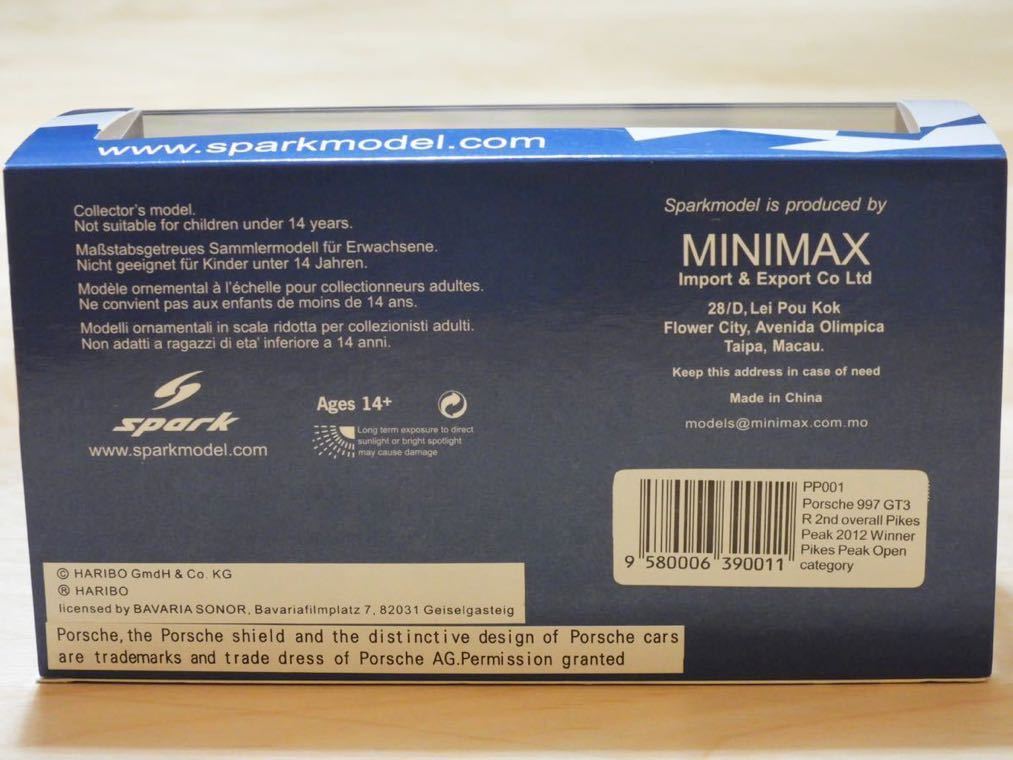 www.sparkmodel.com
Collector's model.
Not suitable for children under 14 years.
Maßstabsgetreues Sammlermodell für Erwachsene.
Nicht geeignet für Kinder unter 14 Jahren.
Modèle ornemental à l'échelle pour collectionneurs adultes.
Ne convient pas aux enfants de moins de 14 ans.
Modelli ornamentali in scala ridotta per collezionisti adulti.
Non adatti a ragazzi di eta' inferiore a 14 anni.
spark
www.sparkmodel.com
Ages 14+
Long term exposure to direct
sunlight or bright spotlight
may cause damage
Sparkmodel is produced by
MINIMAX
Import & Export Co Ltd
28/D, Lei Pou Kok
Flower City, Avenida Olimpica
Taipa, Macau.
Keep this address in case of need
Made in China
models@minimax.com.mo
PP001
Porsche 997 GT3
R 2nd overall Pikes
Peak 2012 Winner
Pikes Peak Open
category
9 580006 390011
© HARIBO GmbH & Co. KG
® HARIBO
licensed by BAVARIA SONOR, Bavariafilmplatz 7, 82031 Geiselgasteig
Porsche, the Porsche shield and the distinctive design of Porsche cars
are trademarks and trade dress of Porsche AG.Permission granted